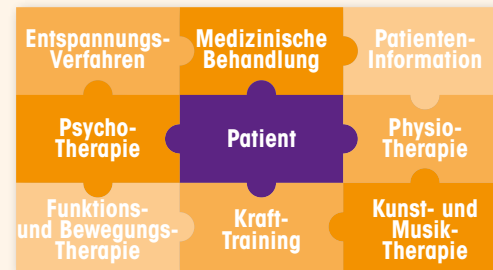 Entspannungs-
Verfahren
Medizinische
Behandlung
Patienten-
Information
Psycho-
Therapie
Patient
Physio-
Therapie
Funktions-
und Bewegungs-
Therapie
Kraft-
Training
Kunst- und
Musik-
Therapie